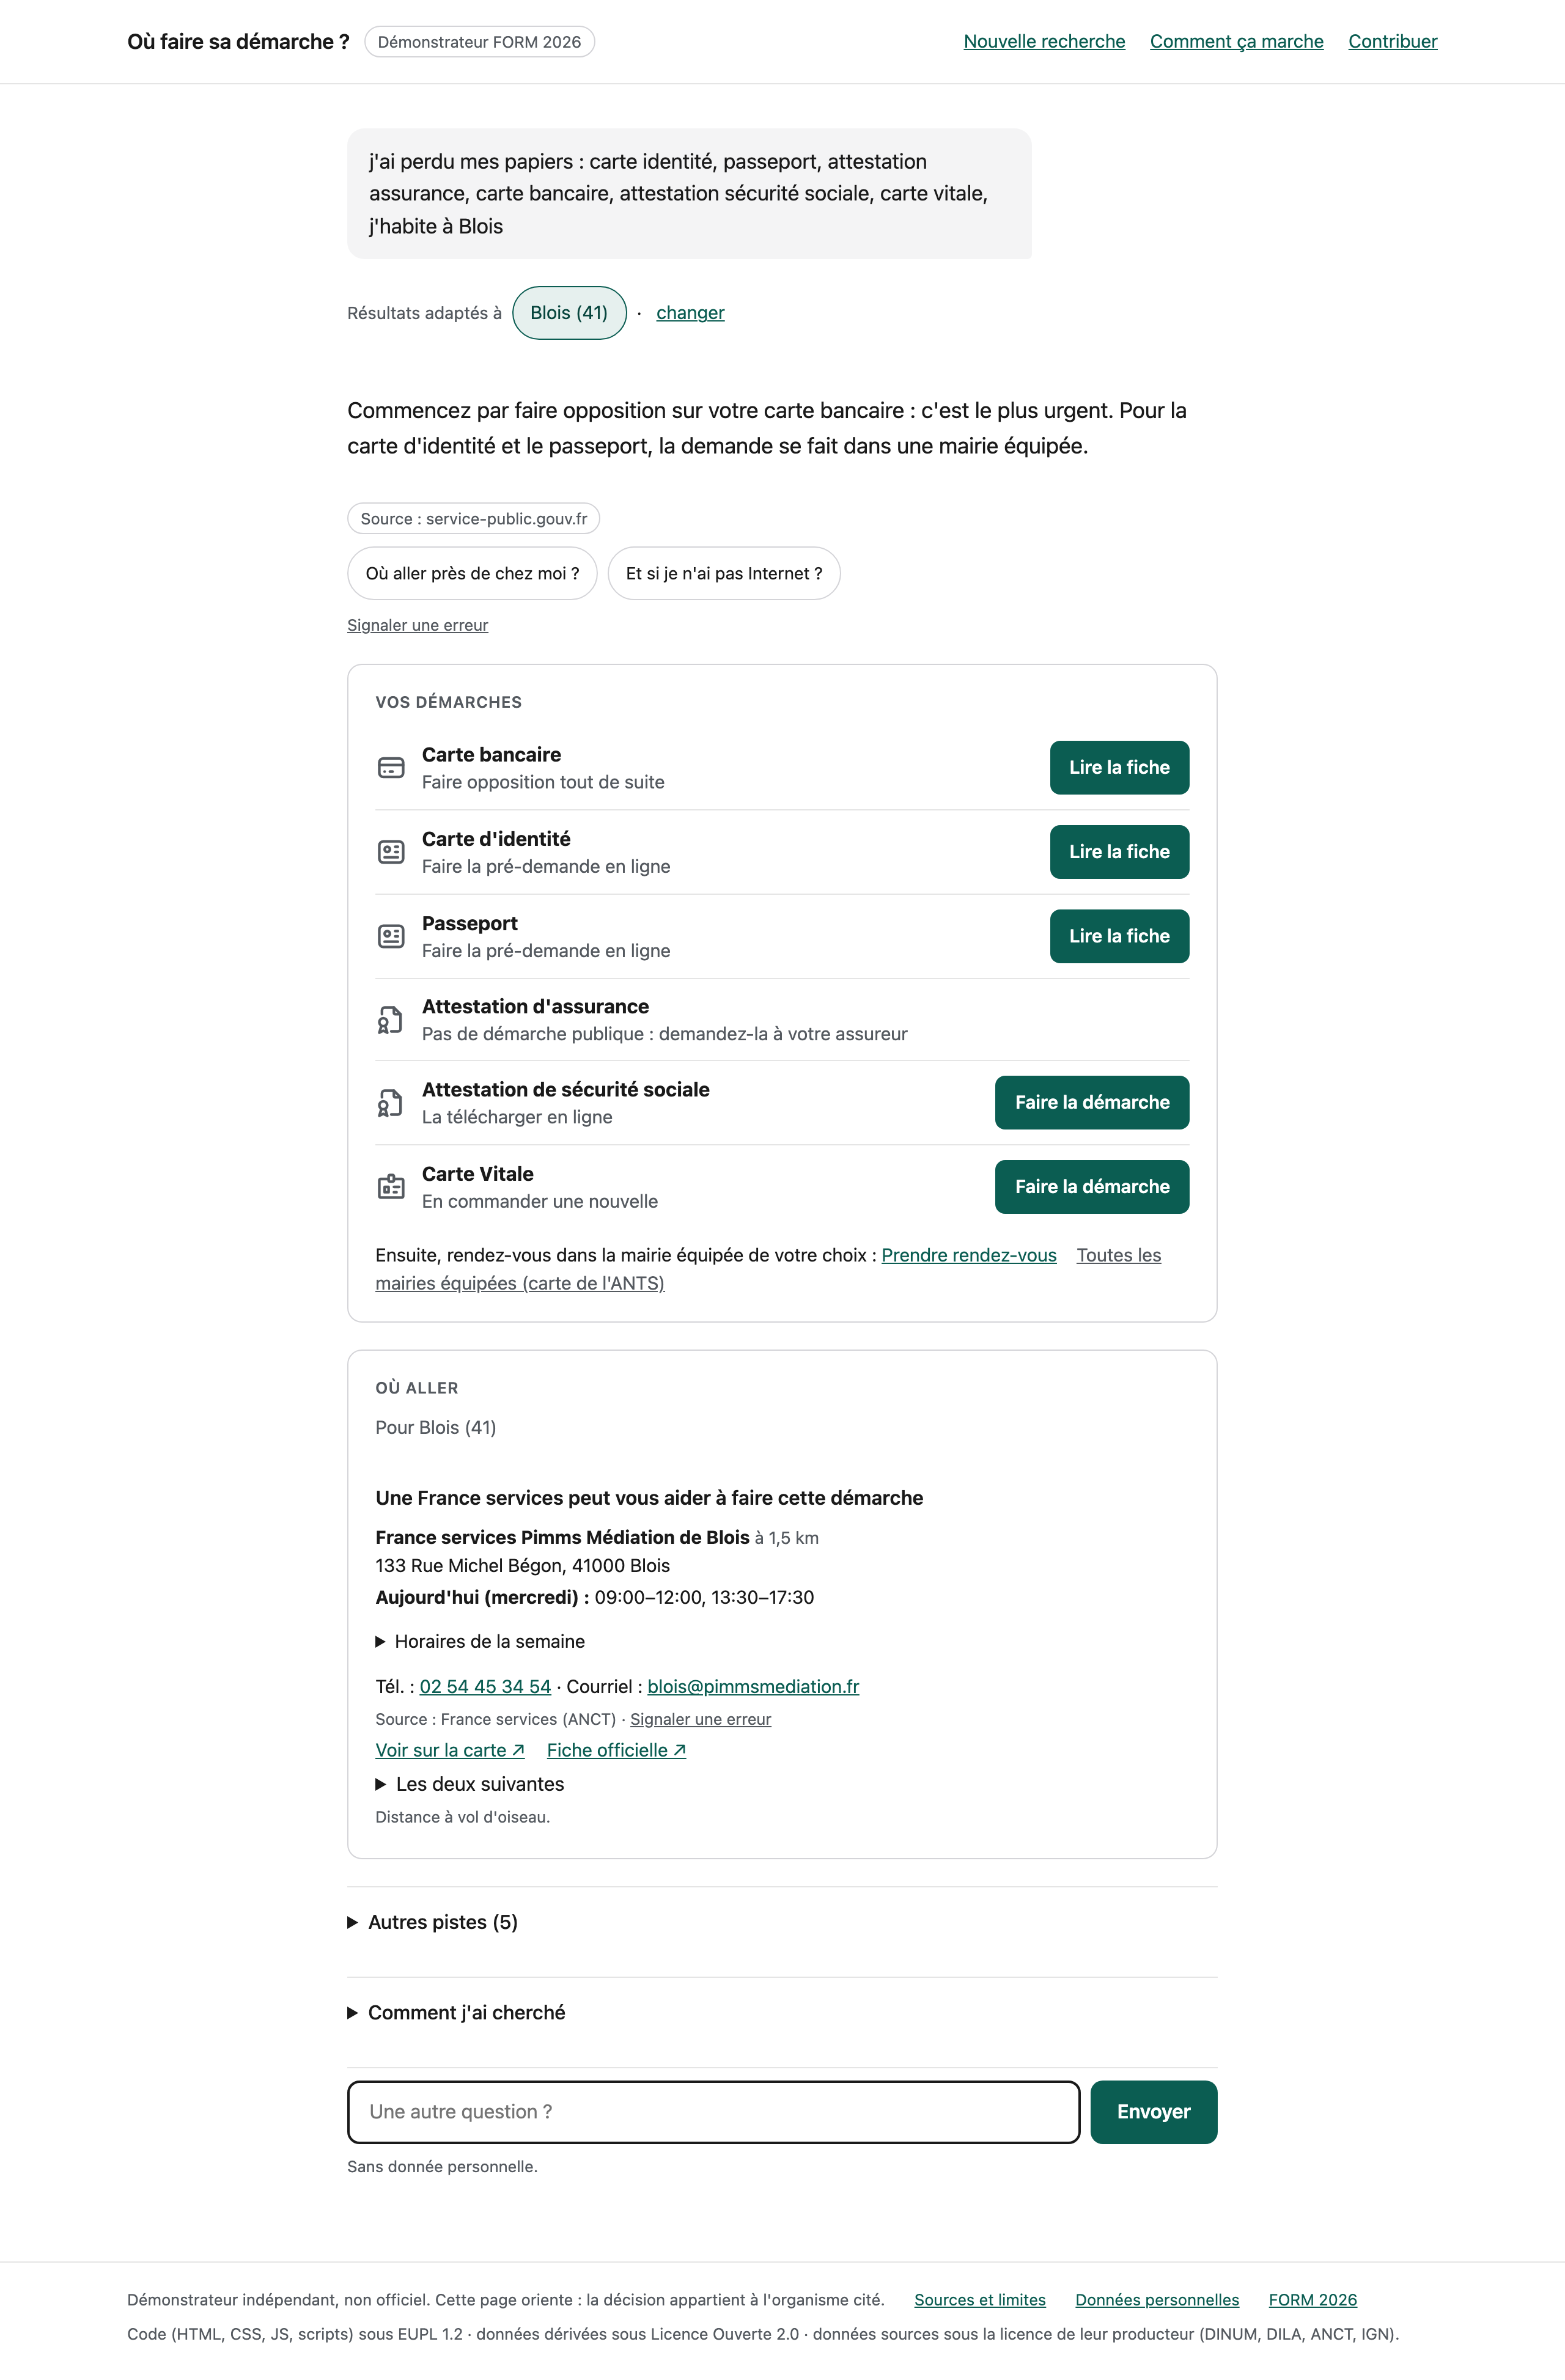 Où faire sa démarche ?
Démonstrateur FORM 2026
Nouvelle recherche
Comment ça marche
Contribuer
j'ai perdu mes papiers : carte identité, passeport, attestation
assurance, carte bancaire, attestation sécurité sociale, carte vitale,
j'habite à Blois
Résultats adaptés à Blois (41) · changer
Commencez par faire opposition sur votre carte bancaire : c'est le plus urgent. Pour la
carte d'identité et le passeport, la demande se fait dans une mairie équipée.
Source : service-public.gouv.fr
Où aller près de chez moi ?
Et si je n'ai pas Internet ?
Signaler une erreur
VOS DÉMARCHES
Carte bancaire
Faire opposition tout de suite
Lire la fiche
Carte d'identité
Faire la pré-demande en ligne
Lire la fiche
Passeport
Faire la pré-demande en ligne
Lire la fiche
Attestation d'assurance
Pas de démarche publique : demandez-la à votre assureur
Attestation de sécurité sociale
La télécharger en ligne
Faire la démarche
Carte Vitale
En commander une nouvelle
Faire la démarche
Ensuite, rendez-vous dans la mairie équipée de votre choix : Prendre rendez-vous Toutes les
mairies équipées (carte de l'ANTS)
OÙ ALLER
Pour Blois (41)
Une France services peut vous aider à faire cette démarche
France services Pimms Médiation de Blois à 1,5 km
133 Rue Michel Bégon, 41000 Blois
Aujourd'hui (mercredi) : 09:00–12:00, 13:30–17:30
▶ Horaires de la semaine
Tél. : 02 54 45 34 54 · Courriel : blois@pimmsmediation.fr
Source : France services (ANCT) · Signaler une erreur
Voir sur la carte ↗ Fiche officielle ↗
▶ Les deux suivantes
Distance à vol d'oiseau.
▶ Autres pistes (5)
▶ Comment j'ai cherché
Une autre question ?
Envoyer
Sans donnée personnelle.
Démonstrateur indépendant, non officiel. Cette page oriente : la décision appartient à l'organisme cité. Sources et limites Données personnelles FORM 2026
Code (HTML, CSS, JS, scripts) sous EUPL 1.2 · données dérivées sous Licence Ouverte 2.0 · données sources sous la licence de leur producteur (DINUM, DILA, ANCT, IGN).